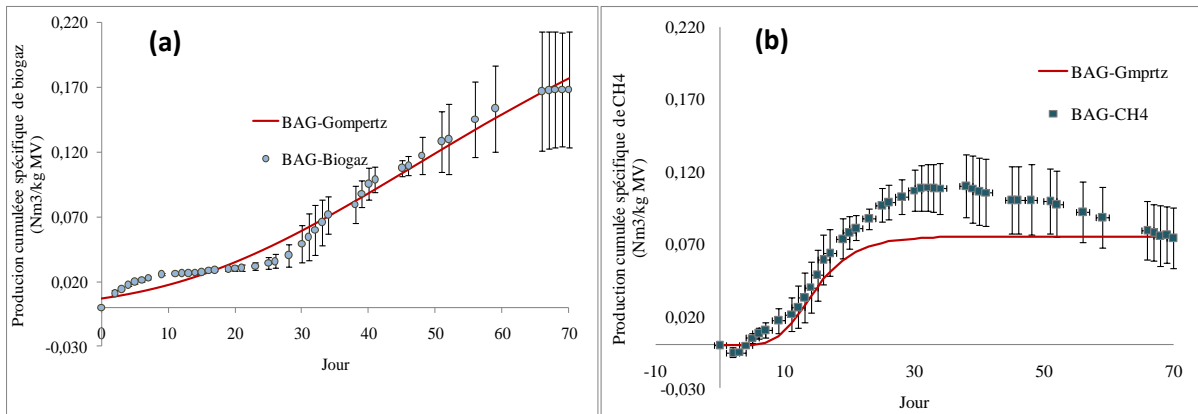 (a)
Production cumulée spécifique de biogaz
(Nm3/kg MV)
0,220
0,170
0,120
0,070
0,020
-0,030
BAG-Gompertz
BAG-Biogaz
0 10 20 30 40 50 60 70
Jour
(b)
Production cumulée spécifique de CH4
(Nm3/kg MV)
0,220
0,170
0,120
0,070
0,020
-0,030
BAG-Gmprtz
BAG-CH4
-10 10 30 50 70
Jour